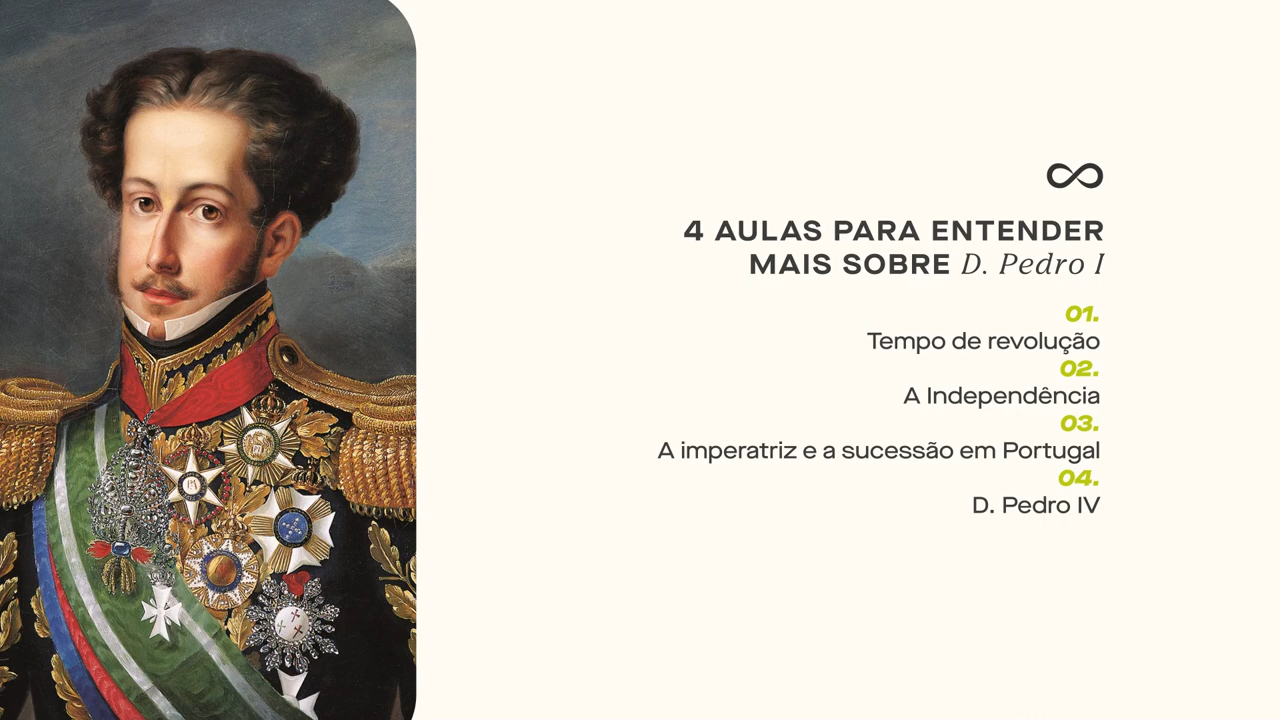 4 AULAS PARA ENTENDER
MAIS SOBRE D. Pedro I
01.
Tempo de revolução
02.
A Independência
03.
A imperatriz e a sucessão em Portugal
04.
D. Pedro IV